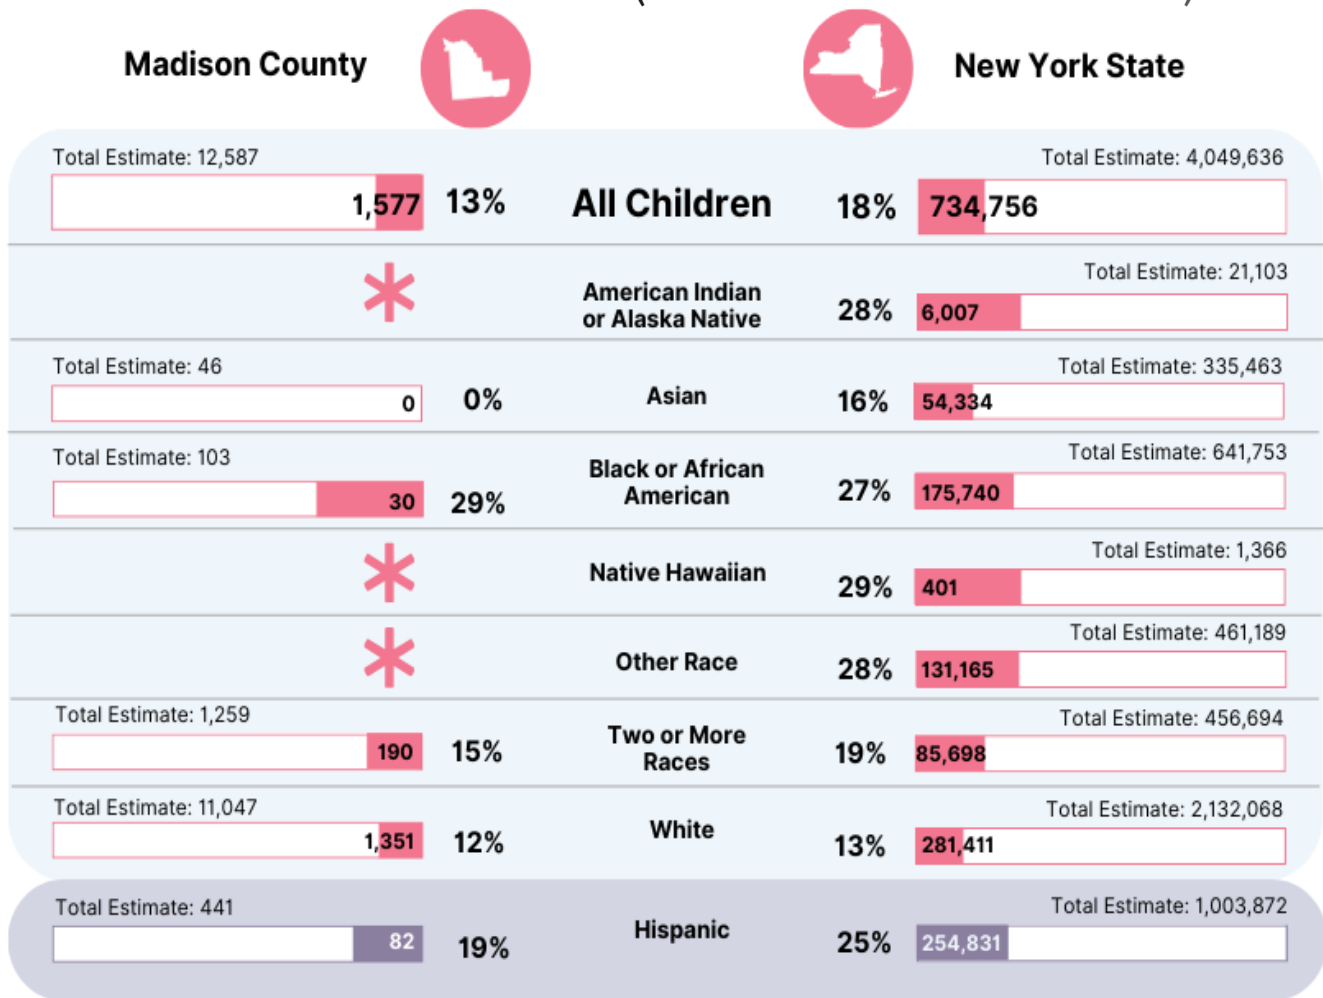 Madison County
New York State
Total Estimate: 12,587
Total Estimate: 4,049,636
1,577 13% All Children 18% 734,756
*
American Indian
or Alaska Native
Total Estimate: 21,103
28% 6,007
Total Estimate: 46
Total Estimate: 335,463
0 0% Asian 16% 54,334
Total Estimate: 103
Total Estimate: 641,753
30 29%
Black or African
American
27% 175,740
*
Native Hawaiian
Total Estimate: 1,366
29% 401
*
Other Race
Total Estimate: 461,189
28% 131,165
Total Estimate: 1,259
Total Estimate: 456,694
190 15%
Two or More
Races
19% 85,698
Total Estimate: 11,047
Total Estimate: 2,132,068
1,351 12% White 13% 281,411
Total Estimate: 441
Total Estimate: 1,003,872
82 19% Hispanic 25% 254,831